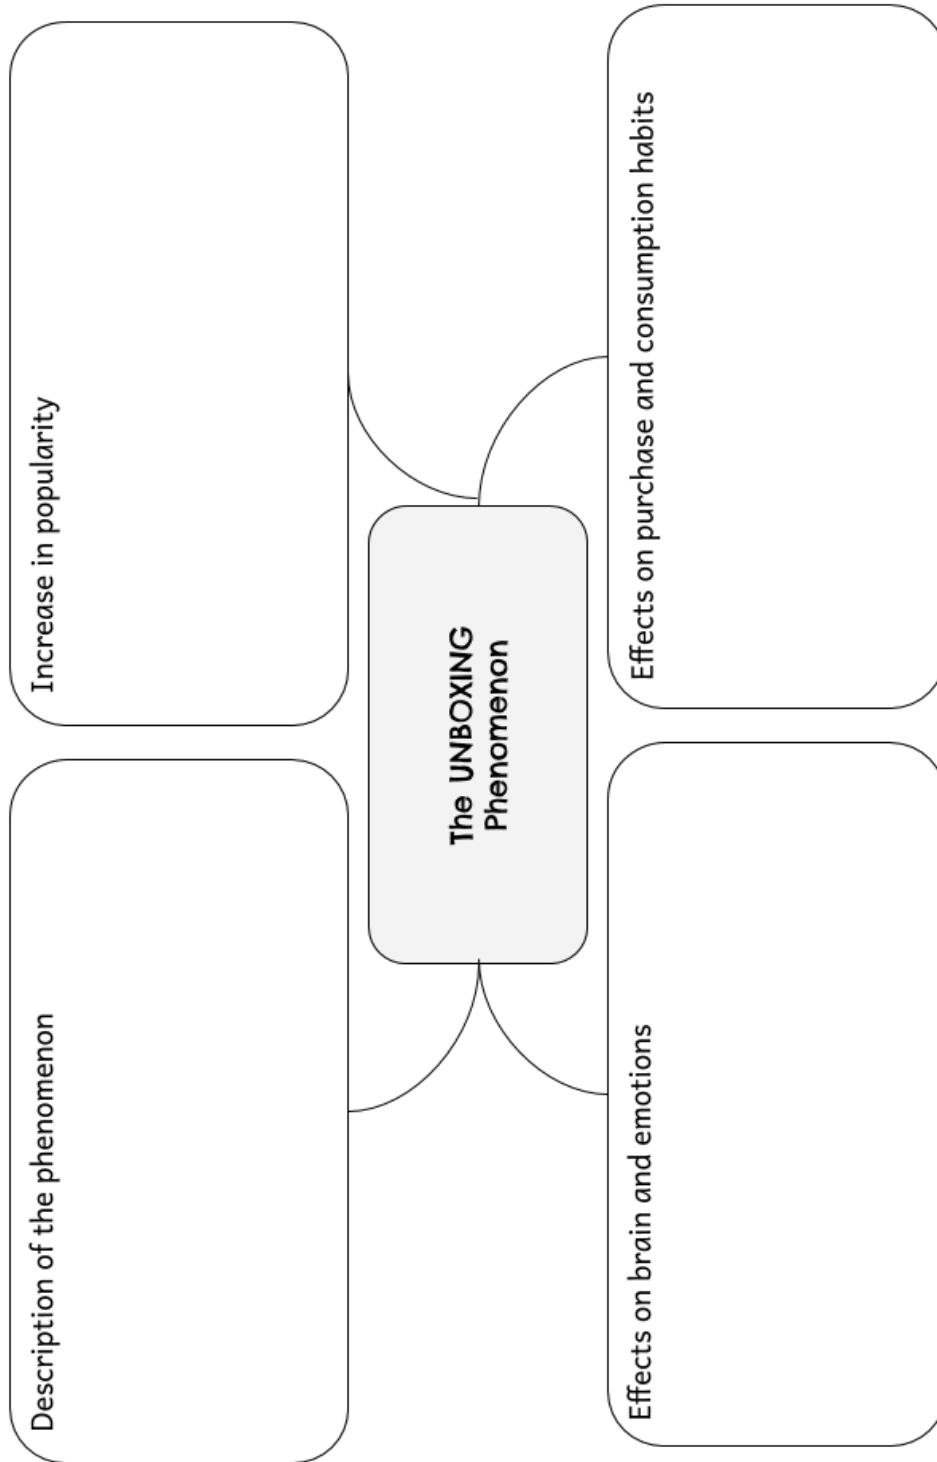 Description of the phenomenon
Increase in popularity
The UNBOXING
Phenomenon
Effects on brain and emotions
Effects on purchase and consumption habits